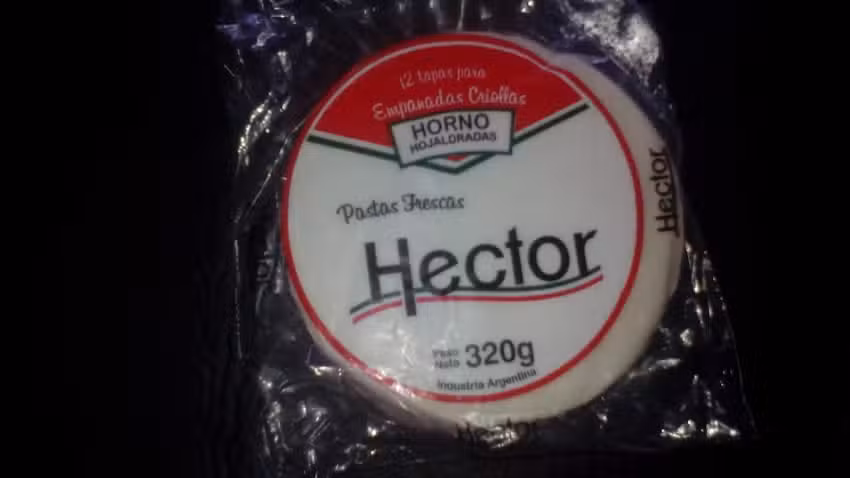 12 tapas para
Empanadas Criollas
HORNO
HOJALDRADAS
Pastas Frescas
Hector
Peso
Neto 320g
Industria Argentina
Hector
Hector